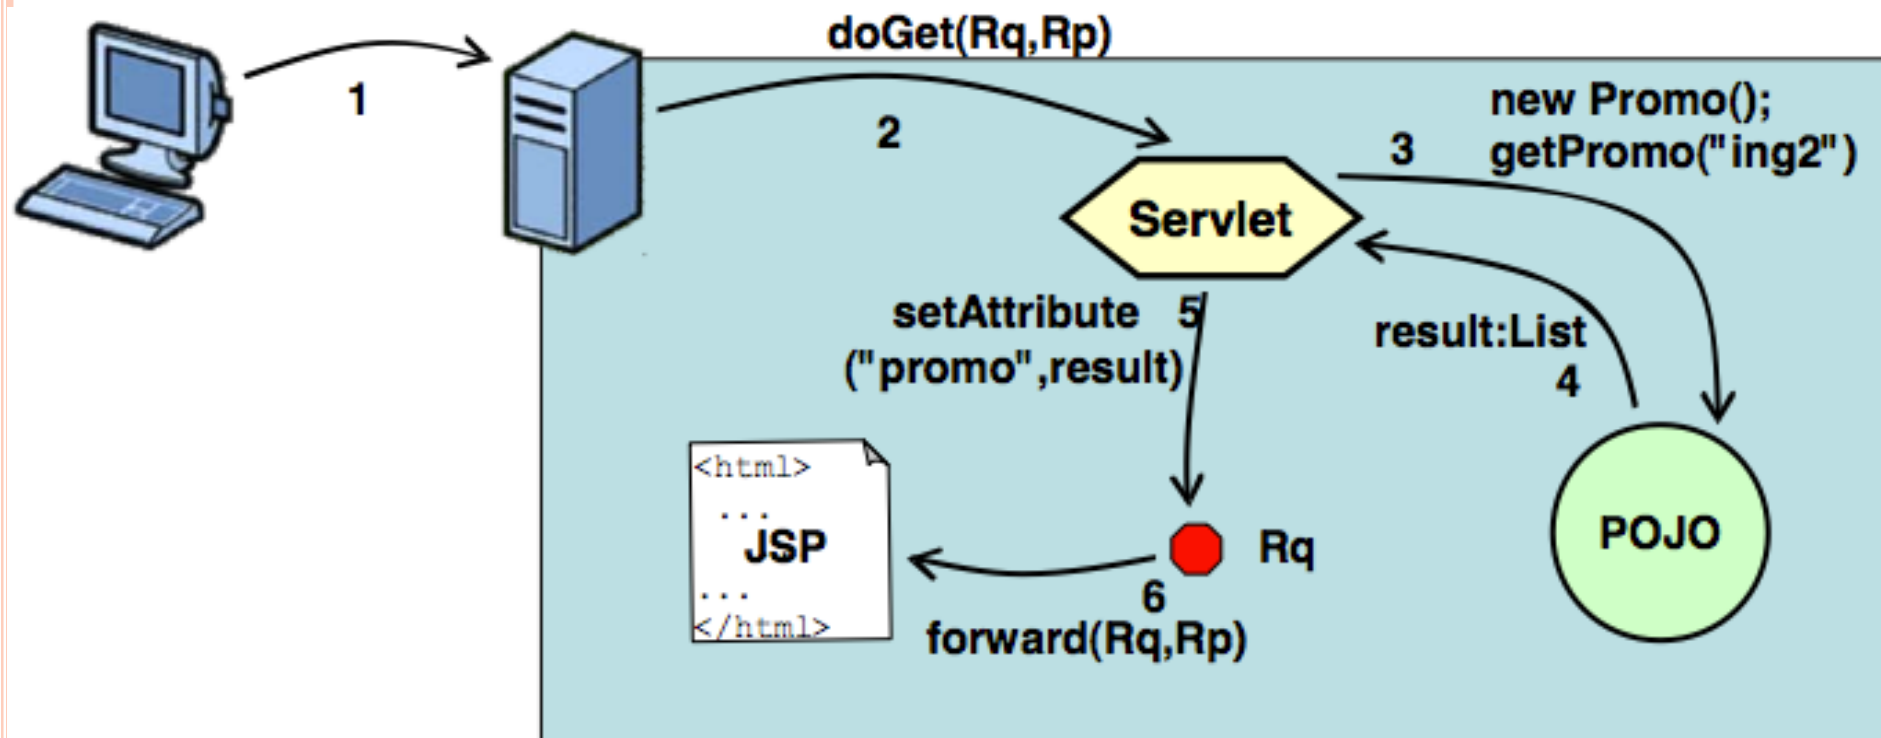 doGet(Rq,Rp)
1
2
3
new Promo();
getPromo("ing2")
Servlet
setAttribute 5
("promo",result)
result:List
4
<html>
...
JSP
...
</html>
Rq
6
forward(Rq,Rp)
POJO